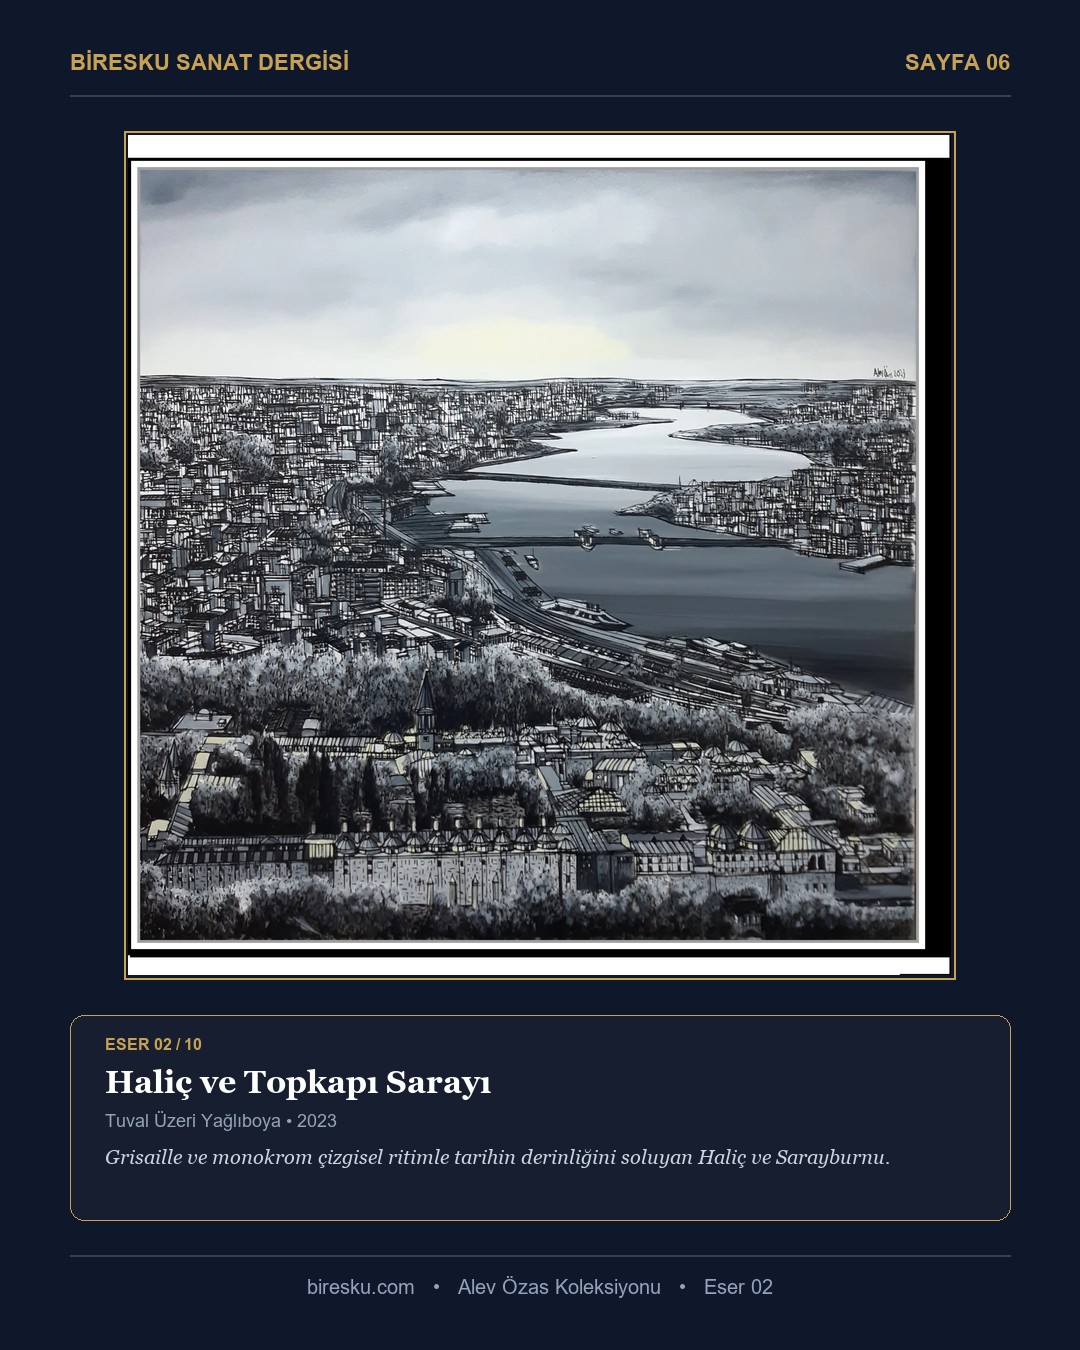 BİRESKU SANAT DERGİSİ
SAYFA 06
ESER 02 / 10
Haliç ve Topkapı Sarayı
Tuval Üzeri Yağlıboya • 2023
Grisaille ve monokrom çizgisel ritimle tarihin derinliğini soluyan Haliç ve Sarayburnu.
biresku.com • Alev Özas Koleksiyonu • Eser 02